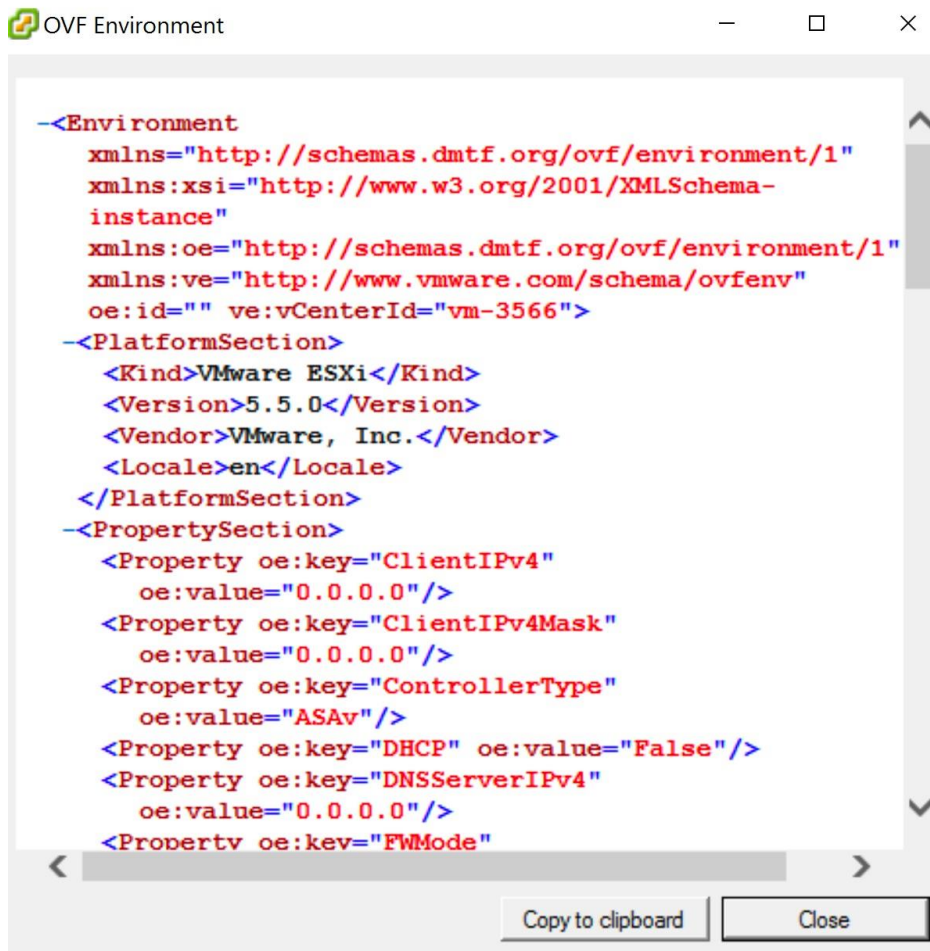 OVF Environment
-<Environment
xmlns="http://schemas.dmtf.org/ovf/environment/1"
xmlns:xsi="http://www.w3.org/2001/XMLSchema-
instance"
xmlns:oe="http://schemas.dmtf.org/ovf/environment/1"
xmlns:ve="http://www.vmware.com/schema/ovfenv"
oe:id="" ve:vCenterId="vm-3566">
-<PlatformSection>
<Kind>VMware ESXi</Kind>
<Version>5.5.0</Version>
<Vendor>VMware, Inc.</Vendor>
<Locale>en</Locale>
</PlatformSection>
-<PropertySection>
<Property oe:key="ClientIPv4"
oe:value="0.0.0.0"/>
<Property oe:key="ClientIPv4Mask"
oe:value="0.0.0.0"/>
<Property oe:key="ControllerType"
oe:value="ASAv"/>
<Property oe:key="DHCP" oe:value="False"/>
<Property oe:key="DNSServerIPv4"
oe:value="0.0.0.0"/>
<Property oe:key="FWMode"
Copy to clipboard
Close